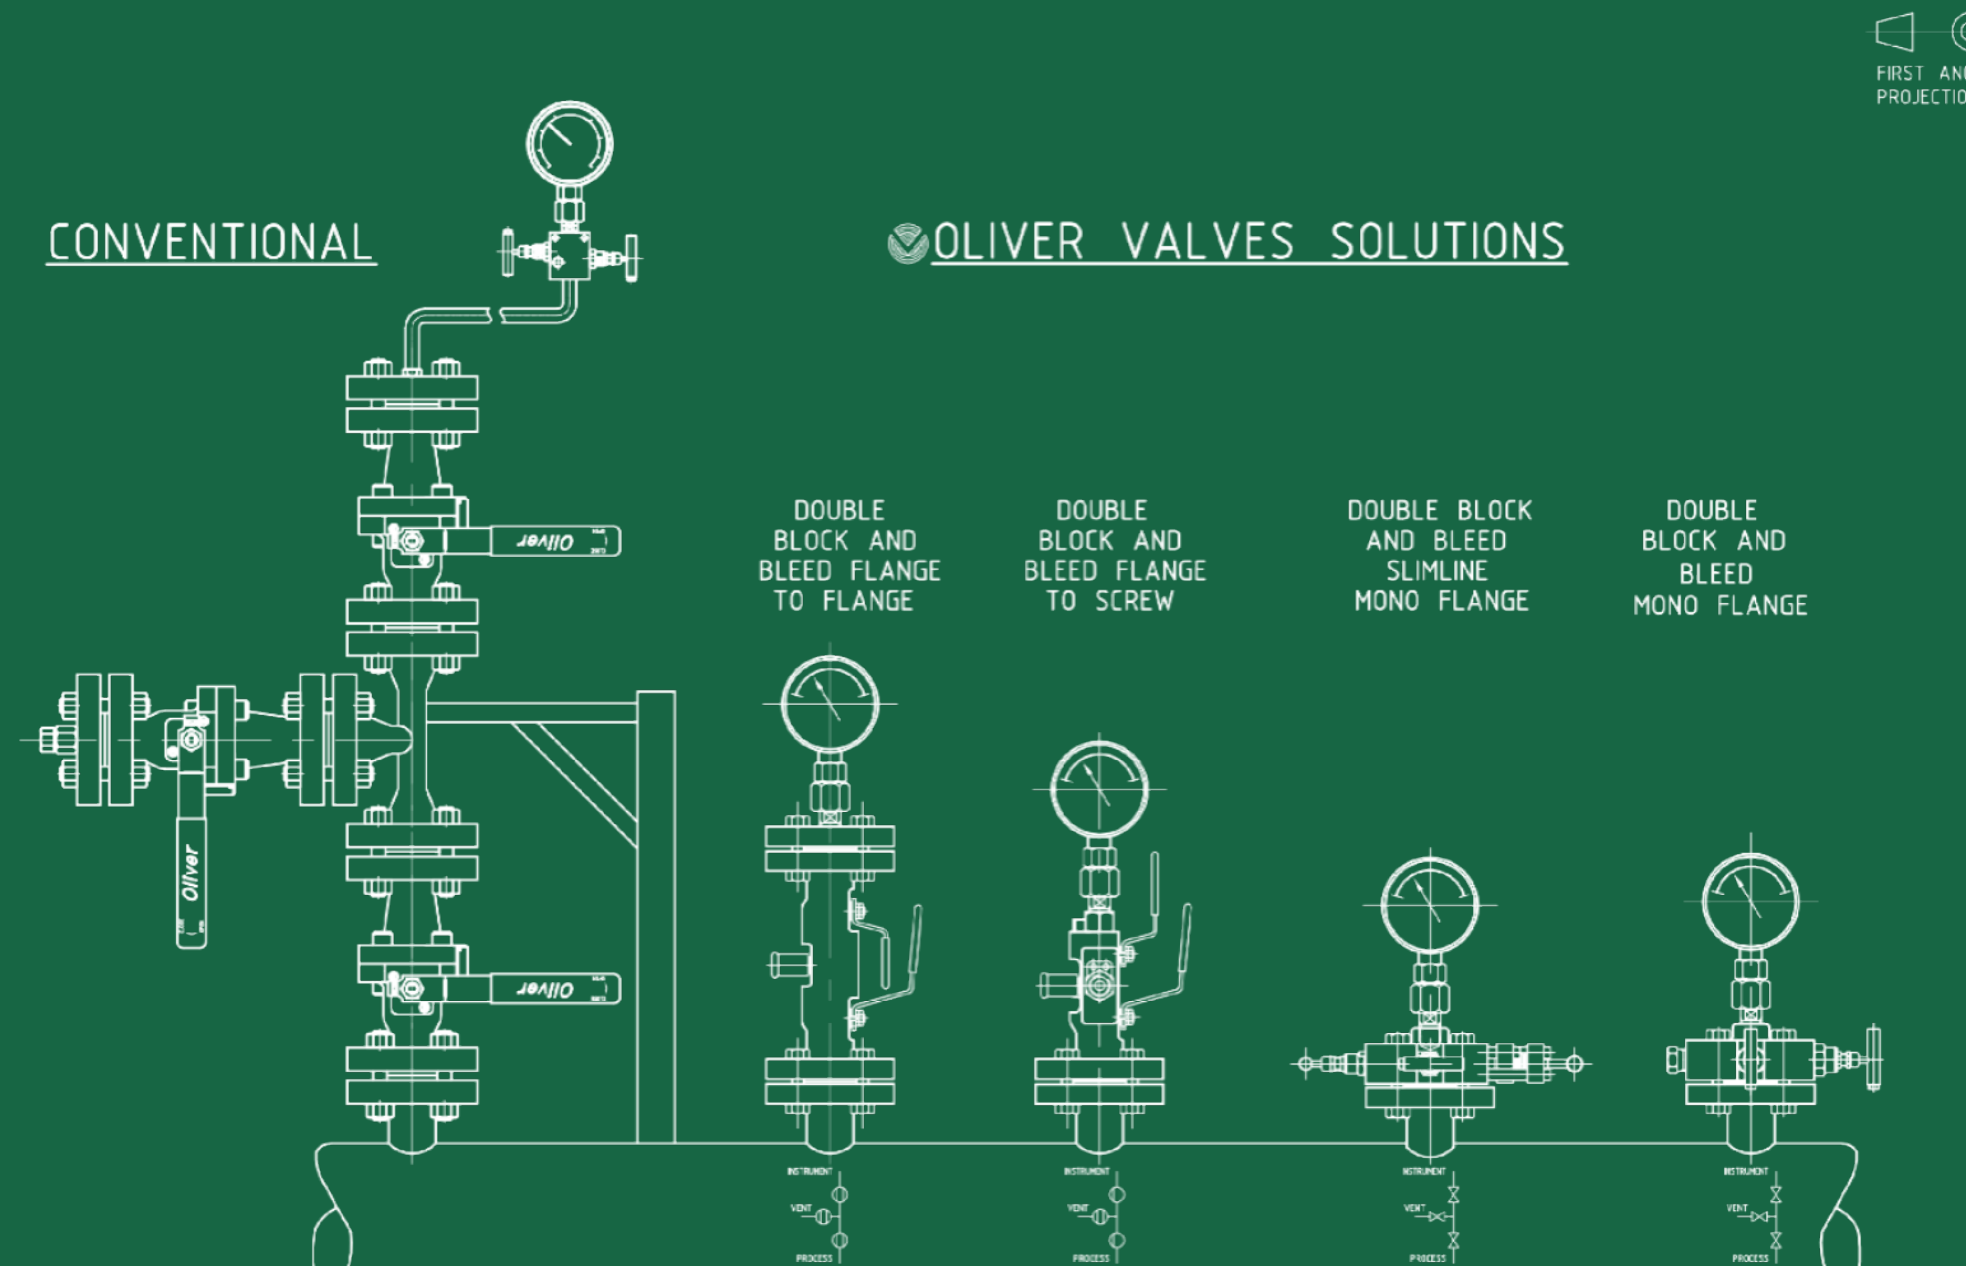 FIRST
CONVENTIONAL
OLIVER VALVES SOLUTIONS
DOUBLE
BLOCK AND
BLEED FLANGE
TO FLANGE
DOUBLE
BLOCK AND
BLEED FLANGE
TO SCREW
DOUBLE BLOCK
AND BLEED
SLIMLINE
MONO FLANGE
DOUBLE
BLOCK AND
BLEED
MONO FLANGE
Oliver
Oliver
Oliver
INSTRUMENT
VENT
PROCESS
INSTRUMENT
VENT
PROCESS
INSTRUMENT
VENT
PROCESS
INSTRUMENT
VENT
PROCESS